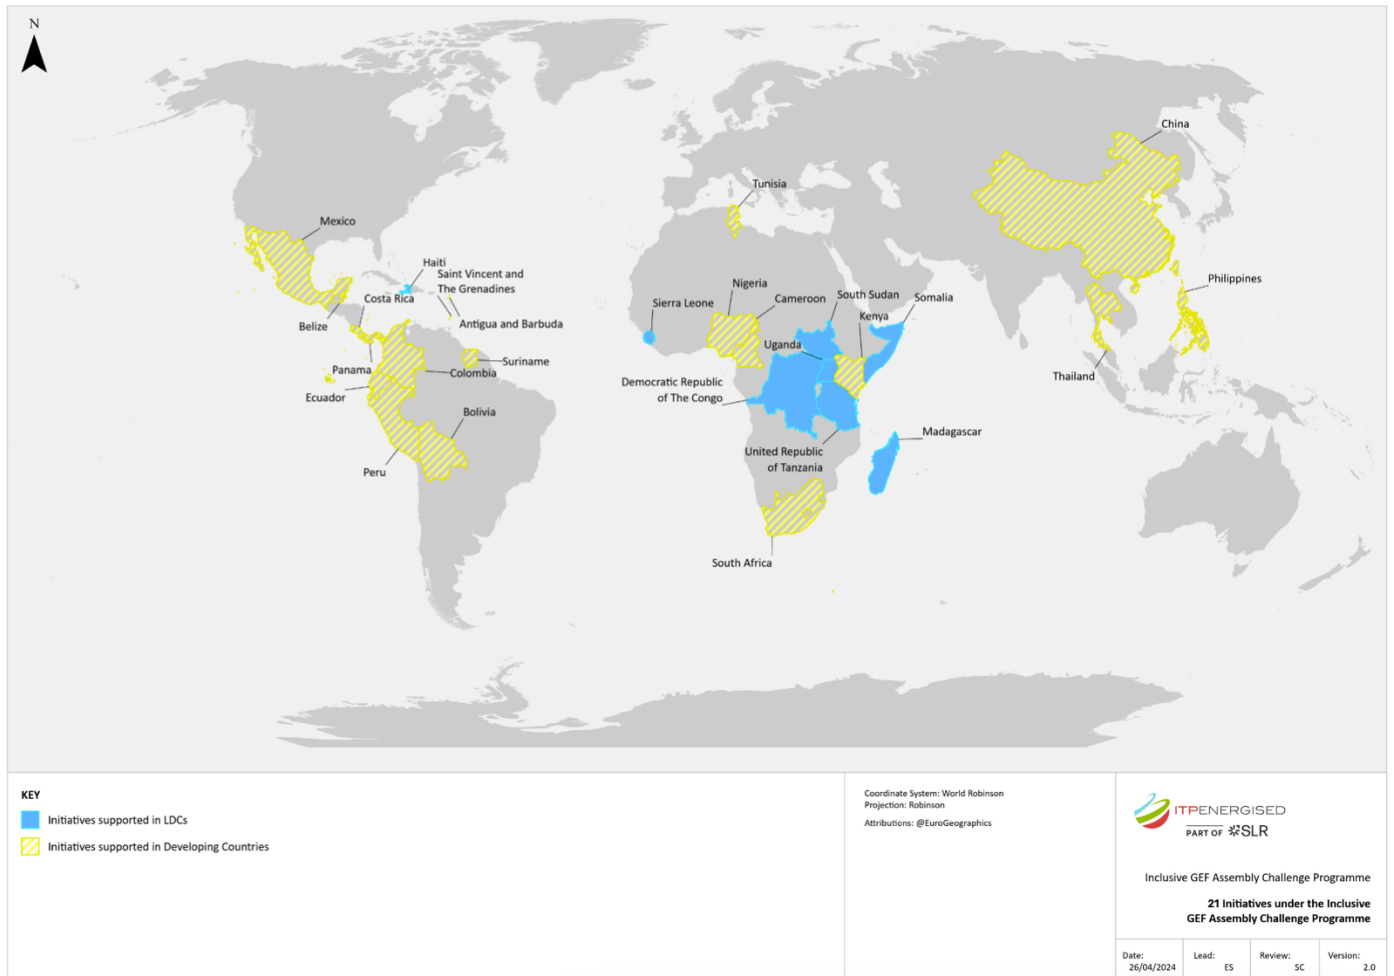 N
China
Tunisia
Mexico
Haiti
Saint Vincent and
The Grenadines
Philippines
Nigeria
Cameroon
South Sudan
Somalia
Costa Rica
Sierra Leone
Kenya
Belize
Antigua and Barbuda
Uganda
Suriname
Panama
Colombia
Thailand
Democratic Republic
of The Congo
Ecuador
Bolivia
Madagascar
United Republic
of Tanzania
Peru
South Africa
KEY
Initiatives supported in LDCs
Initiatives supported in Developing Countries
Coordinate System: World Robinson
Projection: Robinson
Attributions: @EuroGeographics
ITPENERGISED
PART OF SLR
Inclusive GEF Assembly Challenge Programme
21 Initiatives under the Inclusive
GEF Assembly Challenge Programme
Date: Lead: Review: Version:
26/04/2024 ES SC 2.0